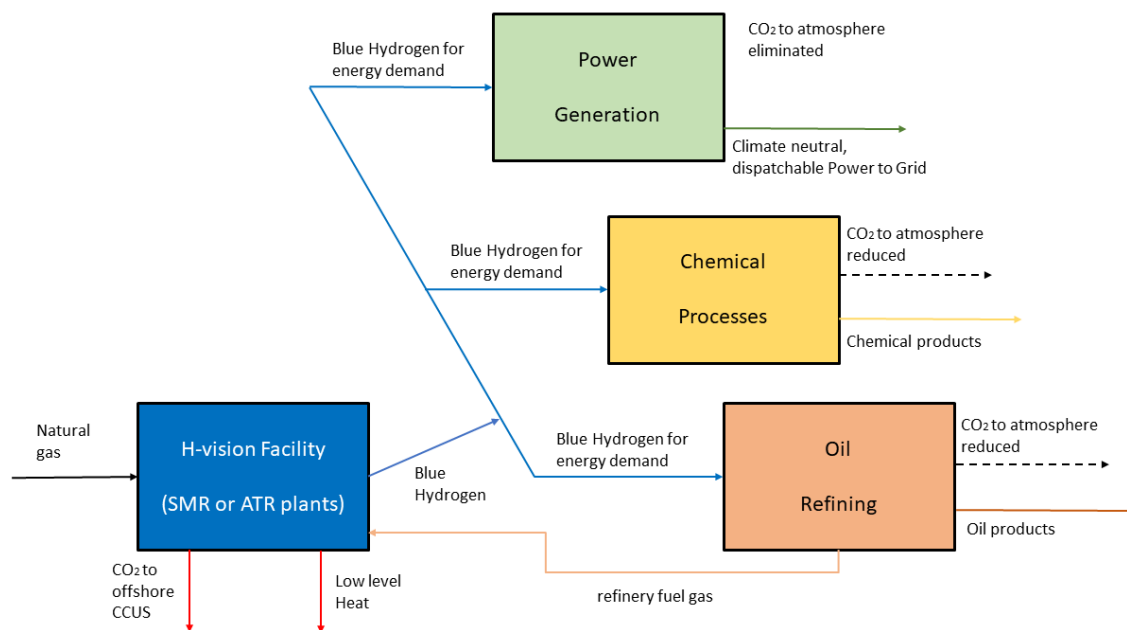 Blue Hydrogen for
energy demand
Power
Generation
CO₂ to atmosphere
eliminated
Climate neutral,
dispatchable Power to Grid
Blue Hydrogen for
energy demand
Chemical
Processes
CO₂ to atmosphere
reduced
Chemical products
Natural
gas
H-vision Facility
(SMR or ATR plants)
Blue
Hydrogen
Blue Hydrogen for
energy demand
Oil
Refining
CO₂ to atmosphere
reduced
Oil products
CO₂ to
offshore
CCUS
Low level
Heat
refinery fuel gas